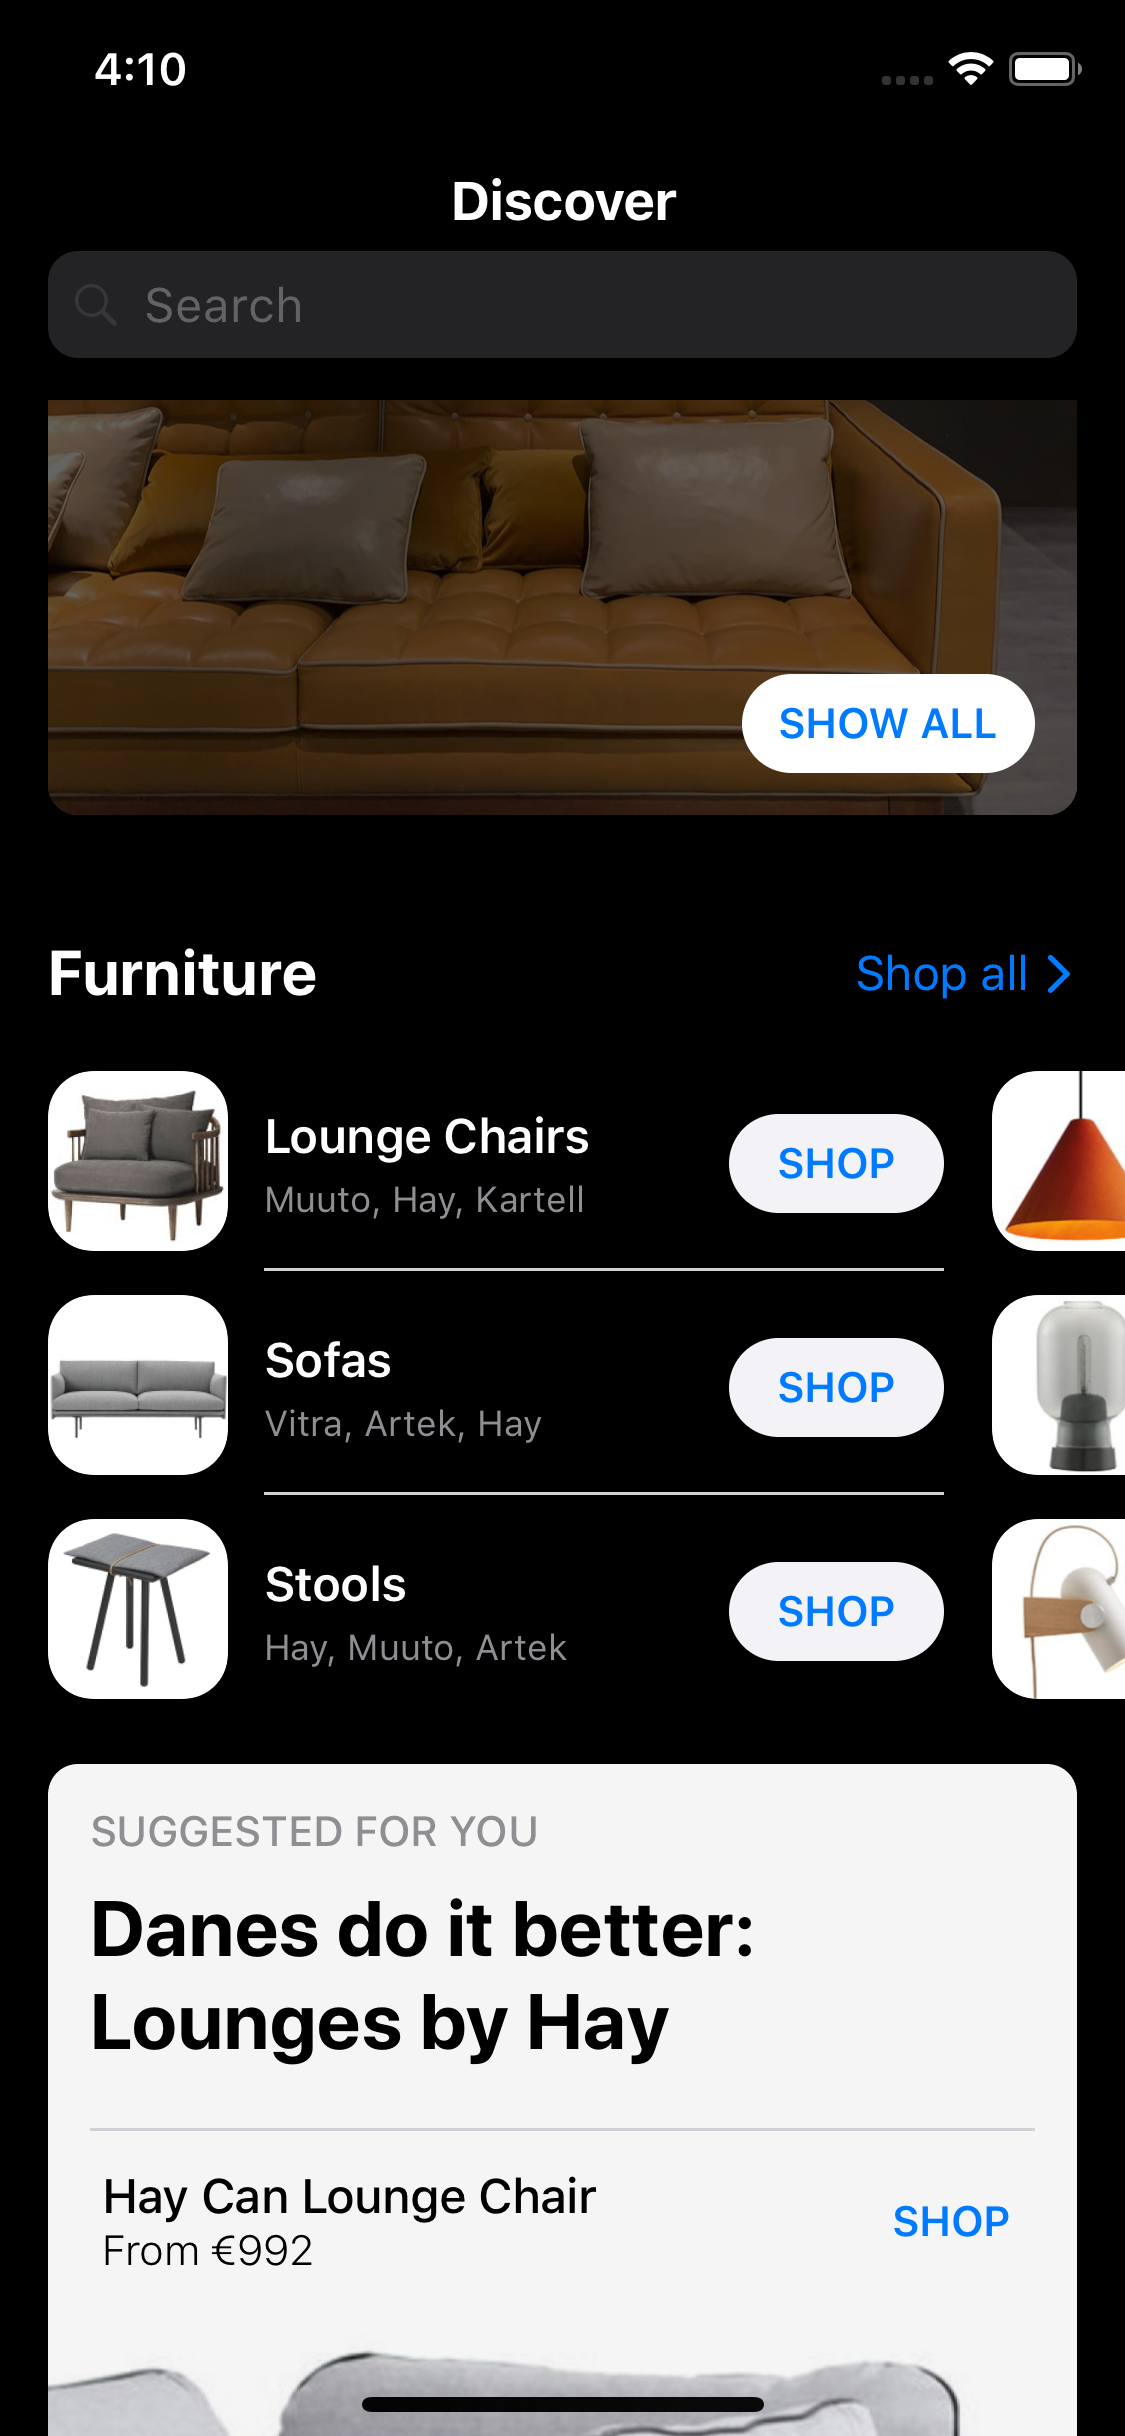 4:10
Discover
Search
SHOW ALL
Furniture
Shop all
Lounge Chairs
Muuto, Hay, Kartell
SHOP
Sofas
Vitra, Artek, Hay
SHOP
Stools
Hay, Muuto, Artek
SHOP
SUGGESTED FOR YOU
Danes do it better:
Lounges by Hay
Hay Can Lounge Chair
From €992
SHOP